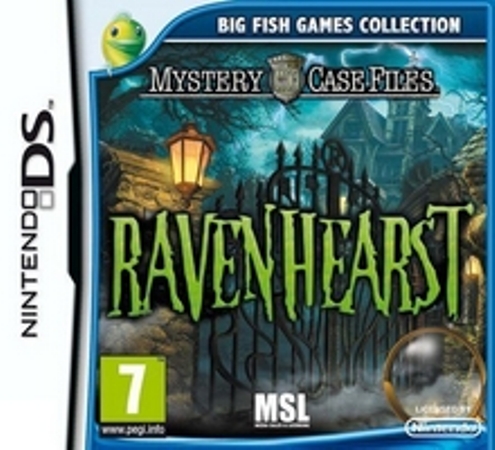 BIG FISH GAMES COLLECTION
MYSTERY CASE FILES
RAVENHEARST
NINTENDO DS
7
www.pegi.info
MSL
LICENSED BY
Nintendo